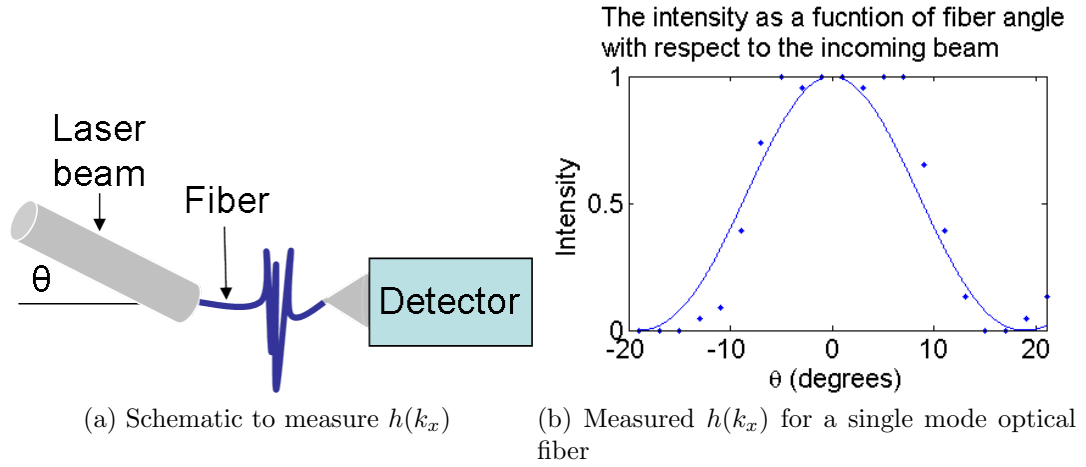 Laser
beam
Fiber
θ
Detector
(a) Schematic to measure h(kₓ)
The intensity as a fucntion of fiber angle
with respect to the incoming beam
Intensity
1
0.5
0
-20 -10 0 10 20
θ (degrees)
(b) Measured h(kₓ) for a single mode optical
fiber